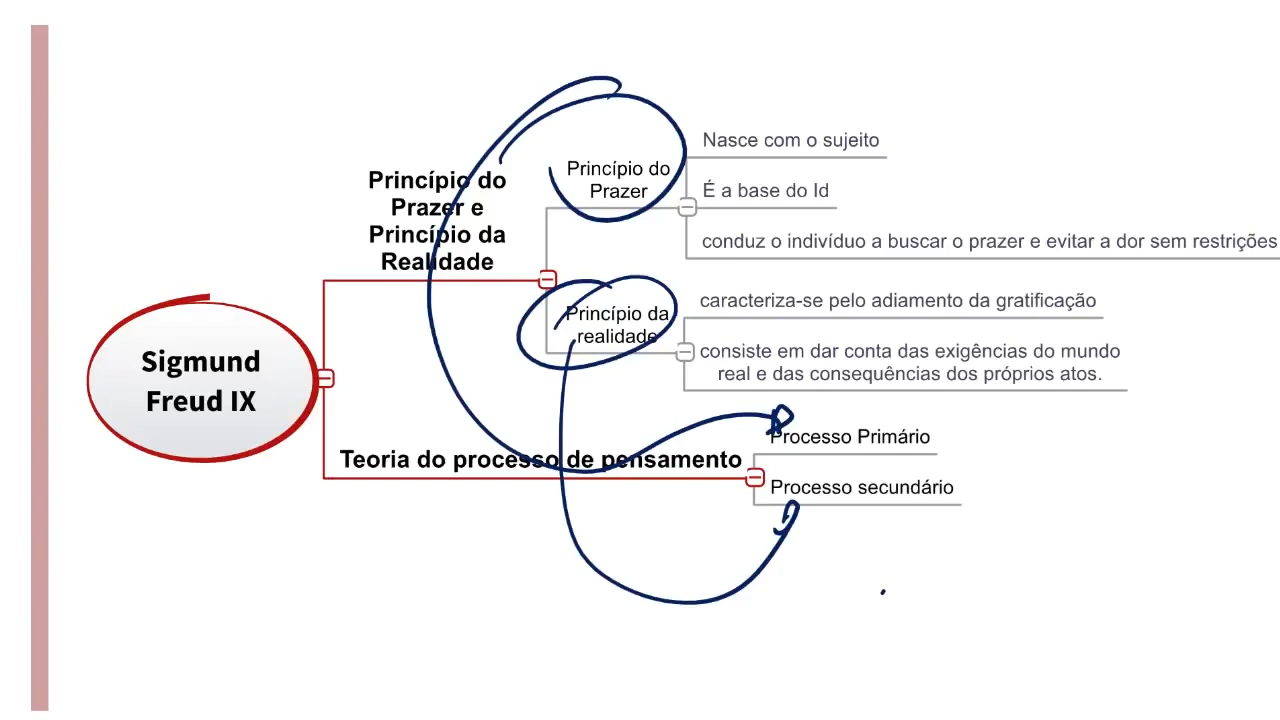 Sigmund
Freud IX
Princípio do
Prazer e
Princípio da
Realidade
Princípio do
Prazer
Nasce com o sujeito
É a base do Id
conduz o indivíduo a buscar o prazer e evitar a dor sem restrições
Princípio da
realidade
caracteriza-se pelo adiamento da gratificação
consiste em dar conta das exigências do mundo
real e das consequências dos próprios atos.
Teoria do processo de pensamento
Processo Primário
Processo secundário